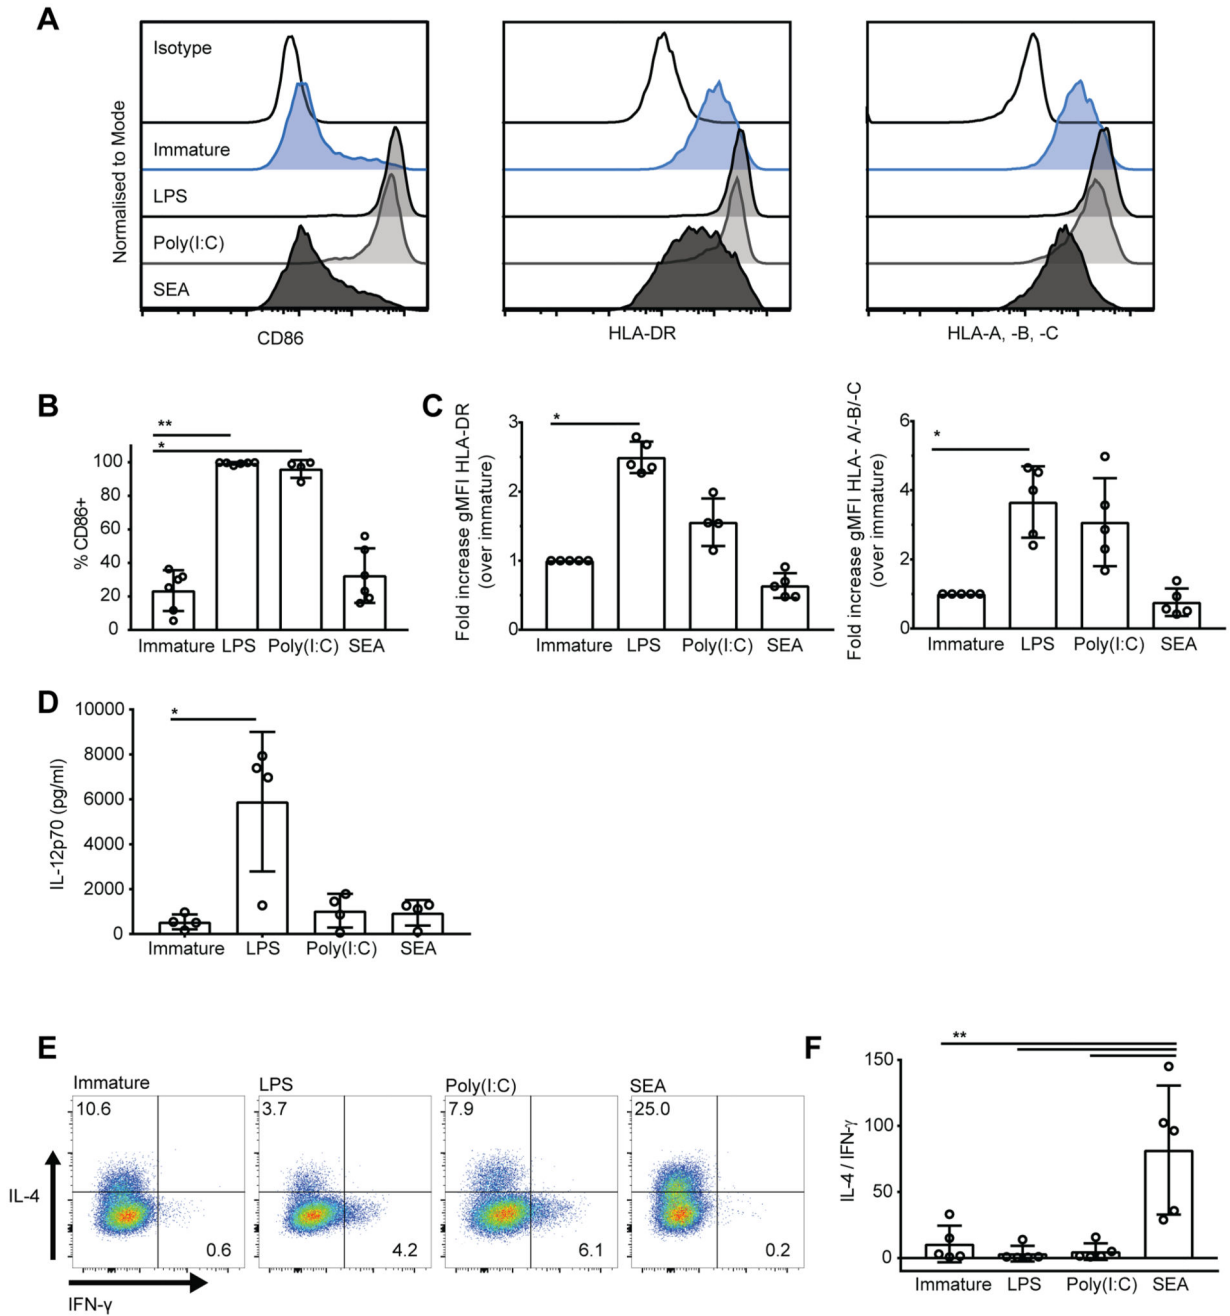 A
Normalised to Mode
Isotype
Immature
LPS
Poly(I:C)
SEA
CD86
HLA-DR
HLA-A, -B, -C
B
% CD86+
100
80
60
40
20
0
**
*
Immature LPS Poly(I:C) SEA
C
Fold increase gMFI HLA-DR
(over immature)
3
2
1
0
*
Immature LPS Poly(I:C) SEA
Fold increase gMFI HLA- A/-B/-C
(over immature)
6
4
2
0
*
Immature LPS Poly(I:C) SEA
D
IL-12p70 (pg/ml)
10000
8000
6000
4000
2000
0
*
Immature LPS Poly(I:C) SEA
E
IL-4
IFN-γ
Immature
10.6
0.6
LPS
3.7
4.2
Poly(I:C)
7.9
6.1
SEA
25.0
0.2
F
IL-4 / IFN-γ
150
100
50
0
**
Immature LPS Poly(I:C) SEA